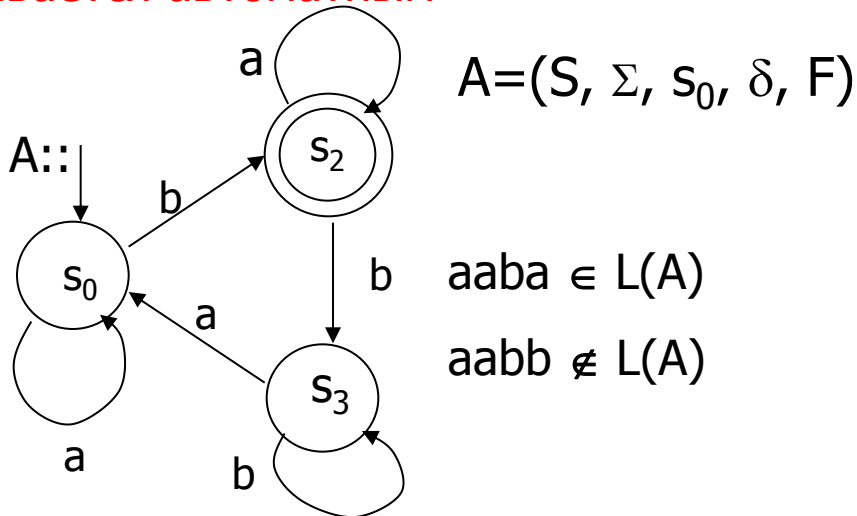 A=(S, Σ, s₀, δ, F)
a
s₂
A::
b
s₀
b
aaba ∈ L(A)
a
aabb ∉ L(A)
s₃
a
b